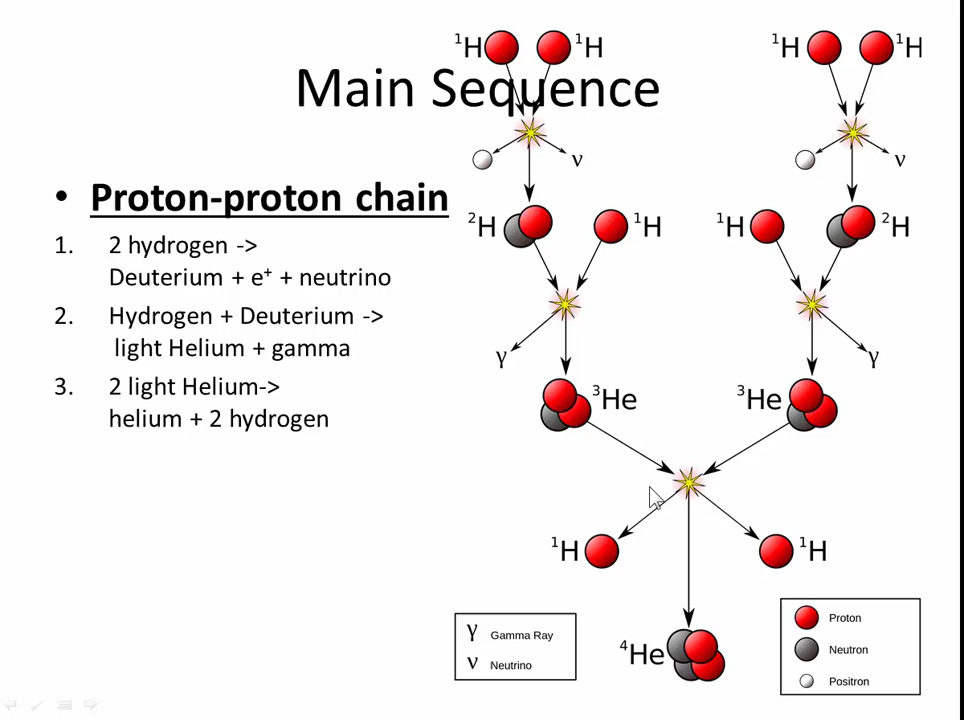 ¹H ¹H ¹H ¹H
Main Sequence
ν ν
• Proton-proton chain
²H ¹H ¹H ²H
1. 2 hydrogen ->
Deuterium + e⁺ + neutrino
2. Hydrogen + Deuterium ->
light Helium + gamma
γ γ
3. 2 light Helium->
helium + 2 hydrogen
³He ³He
¹H ¹H
⁴He
γ Gamma Ray
ν Neutrino
Proton
Neutron
Positron